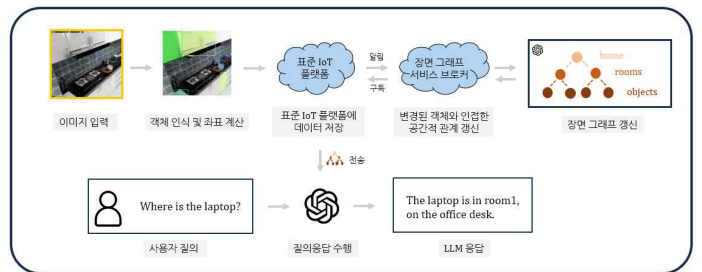 표준 IoT
플랫폼
알림
구독
장면 그래프
서비스 브로커
home
rooms
objects
이미지 입력
객체 인식 및 좌표 계산
표준 IoT 플랫폼에
데이터 저장
변경된 객체와 인접한
공간적 관계 갱신
장면 그래프 갱신
전송
Where is the laptop?
The laptop is in room1,
on the office desk.
사용자 질의
질의응답 수행
LLM 응답